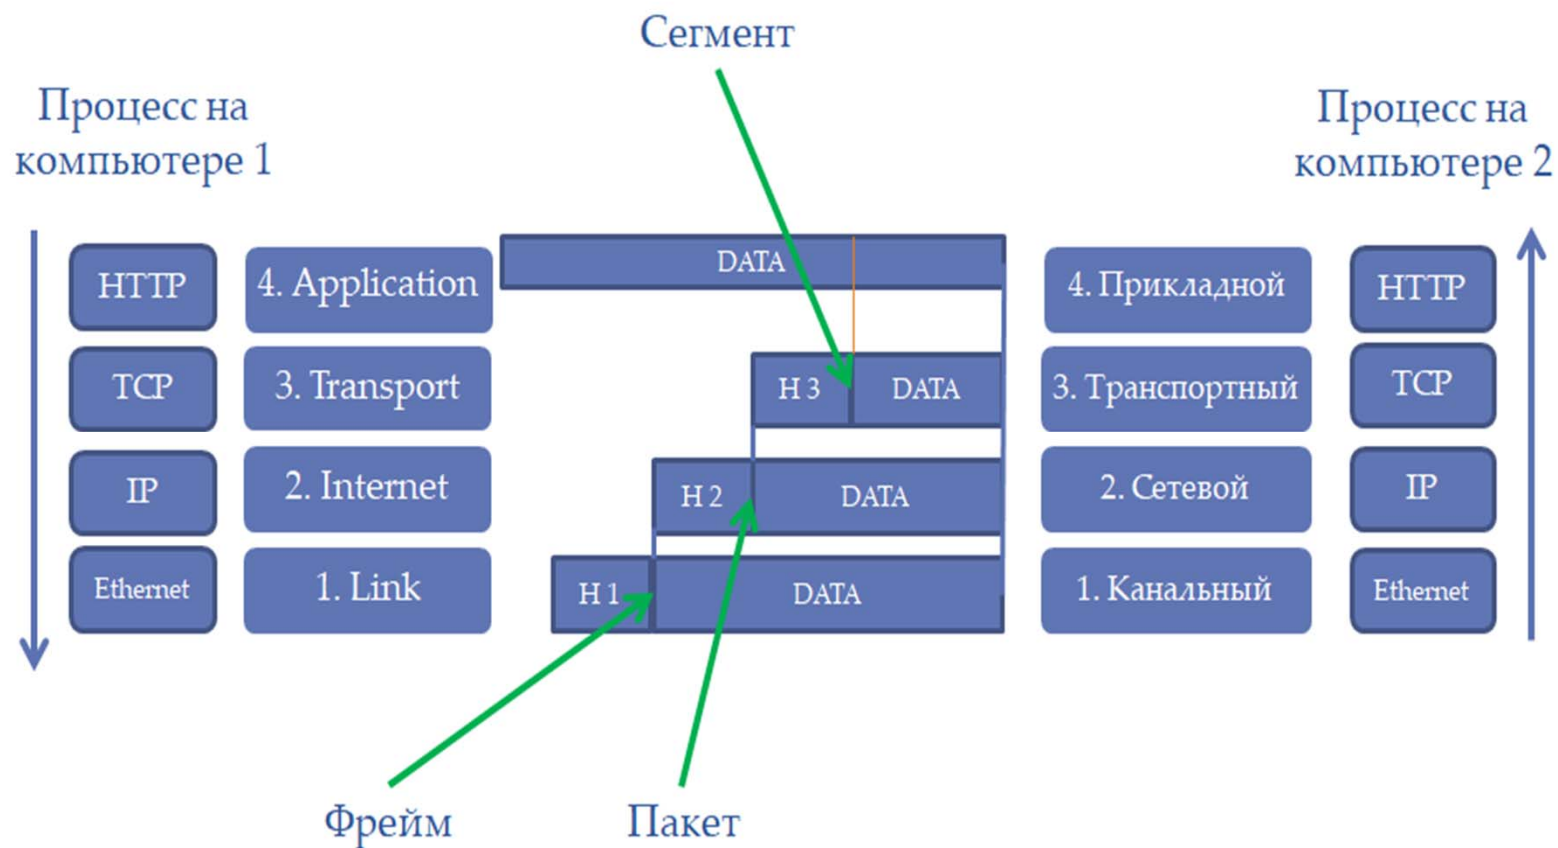 Сегмент
Процесс на
компьютере 1
Процесс на
компьютере 2
HTTP
4. Application
DATA
4. Прикладной
HTTP
TCP
3. Transport
H 3
DATA
3. Транспортный
TCP
IP
2. Internet
H 2
DATA
2. Сетевой
IP
Ethernet
1. Link
H 1
DATA
1. Канальный
Ethernet
Фрейм
Пакет